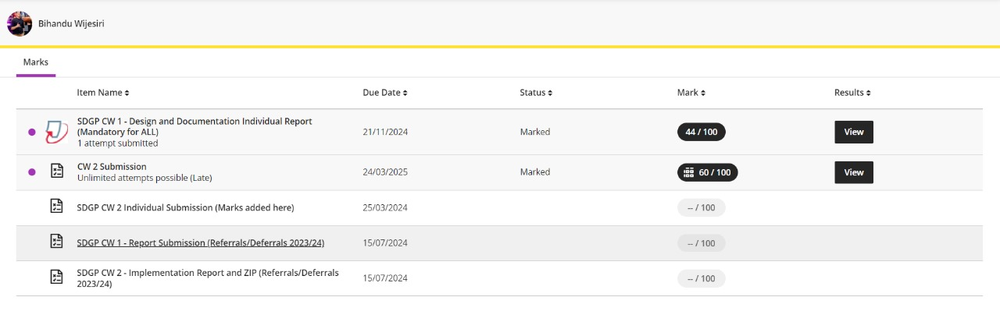 Bihandu Wijesiri
Marks
Item Name Due Date Status Mark Results
SDGP CW 1 - Design and Documentation Individual Report
(Mandatory for ALL)
1 attempt submitted
21/11/2024 Marked 44 / 100 View
CW 2 Submission
Unlimited attempts possible (Late)
24/03/2025 Marked 60 / 100 View
SDGP CW 2 Individual Submission (Marks added here) 25/03/2024 -- / 100
SDGP CW 1 - Report Submission (Referrals/Deferrals 2023/24) 15/07/2024 -- / 100
SDGP CW 2 - Implementation Report and ZIP (Referrals/Deferrals
2023/24)
15/07/2024 -- / 100